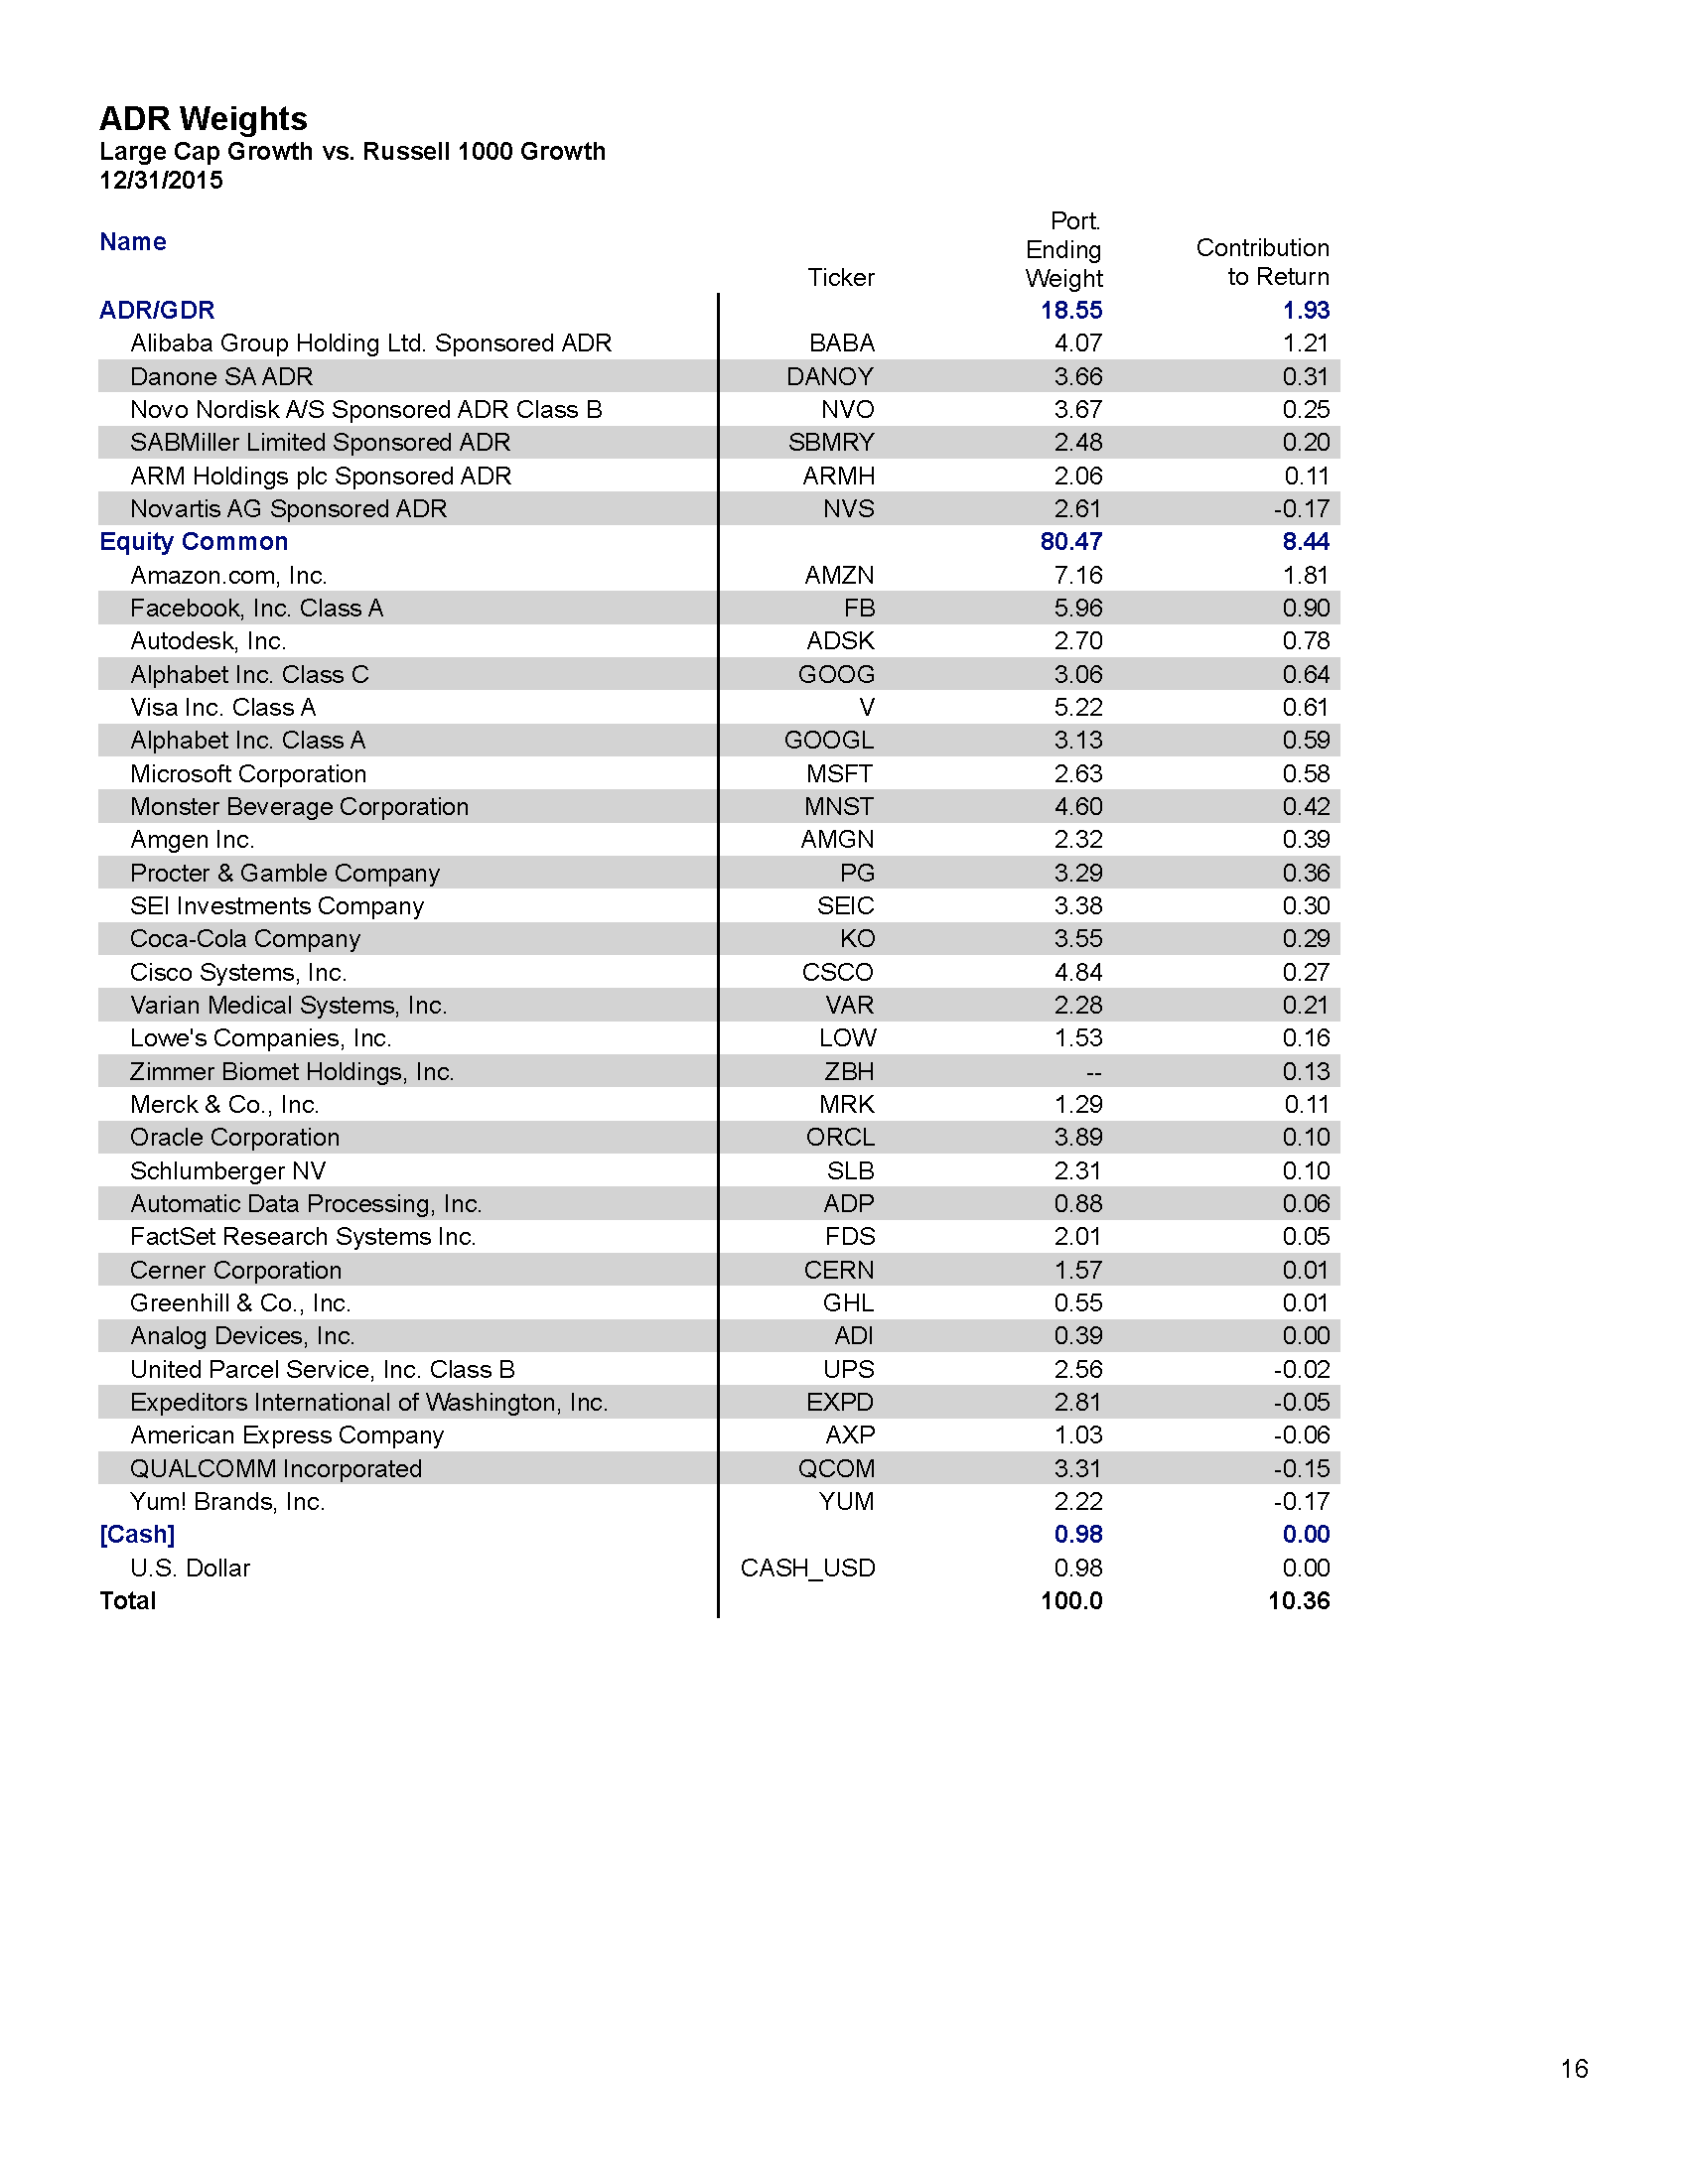 ADR Weights
Large Cap Growth vs. Russell 1000 Growth
12/31/2015
Name Ticker Port. Ending Weight Contribution to Return
ADR/GDR 18.55 1.93
Alibaba Group Holding Ltd. Sponsored ADR BABA 4.07 1.21
Danone SA ADR DANOY 3.66 0.31
Novo Nordisk A/S Sponsored ADR Class B NVO 3.67 0.25
SABMiller Limited Sponsored ADR SBMRY 2.48 0.20
ARM Holdings plc Sponsored ADR ARMH 2.06 0.11
Novartis AG Sponsored ADR NVS 2.61 -0.17
Equity Common 80.47 8.44
Amazon.com, Inc. AMZN 7.16 1.81
Facebook, Inc. Class A FB 5.96 0.90
Autodesk, Inc. ADSK 2.70 0.78
Alphabet Inc. Class C GOOG 3.06 0.64
Visa Inc. Class A V 5.22 0.61
Alphabet Inc. Class A GOOGL 3.13 0.59
Microsoft Corporation MSFT 2.63 0.58
Monster Beverage Corporation MNST 4.60 0.42
Amgen Inc. AMGN 2.32 0.39
Procter & Gamble Company PG 3.29 0.36
SEI Investments Company SEIC 3.38 0.30
Coca-Cola Company KO 3.55 0.29
Cisco Systems, Inc. CSCO 4.84 0.27
Varian Medical Systems, Inc. VAR 2.28 0.21
Lowe's Companies, Inc. LOW 1.53 0.16
Zimmer Biomet Holdings, Inc. ZBH -- 0.13
Merck & Co., Inc. MRK 1.29 0.11
Oracle Corporation ORCL 3.89 0.10
Schlumberger NV SLB 2.31 0.10
Automatic Data Processing, Inc. ADP 0.88 0.06
FactSet Research Systems Inc. FDS 2.01 0.05
Cerner Corporation CERN 1.57 0.01
Greenhill & Co., Inc. GHL 0.55 0.01
Analog Devices, Inc. ADI 0.39 0.00
United Parcel Service, Inc. Class B UPS 2.56 -0.02
Expeditors International of Washington, Inc. EXPD 2.81 -0.05
American Express Company AXP 1.03 -0.06
QUALCOMM Incorporated QCOM 3.31 -0.15
Yum! Brands, Inc. YUM 2.22 -0.17
[Cash] 0.98 0.00
U.S. Dollar CASH_USD 0.98 0.00
Total 100.0 10.36
16